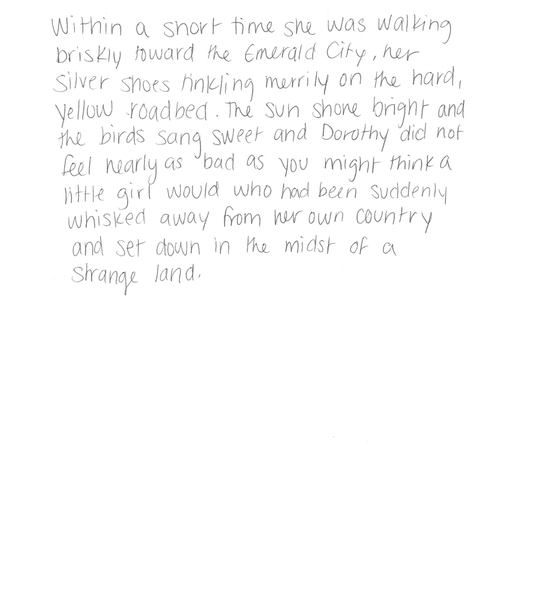 Within a short time she was walking
briskly toward the Emerald City, her
Silver Shoes tinkling merrily on the hard,
yellow roadbed. The sun shone bright and
the birds sang sweet and Dorothy did not
feel nearly as bad as you might think a
little girl would who had been suddenly
whisked away from her own country
and set down in the midst of a
strange land.